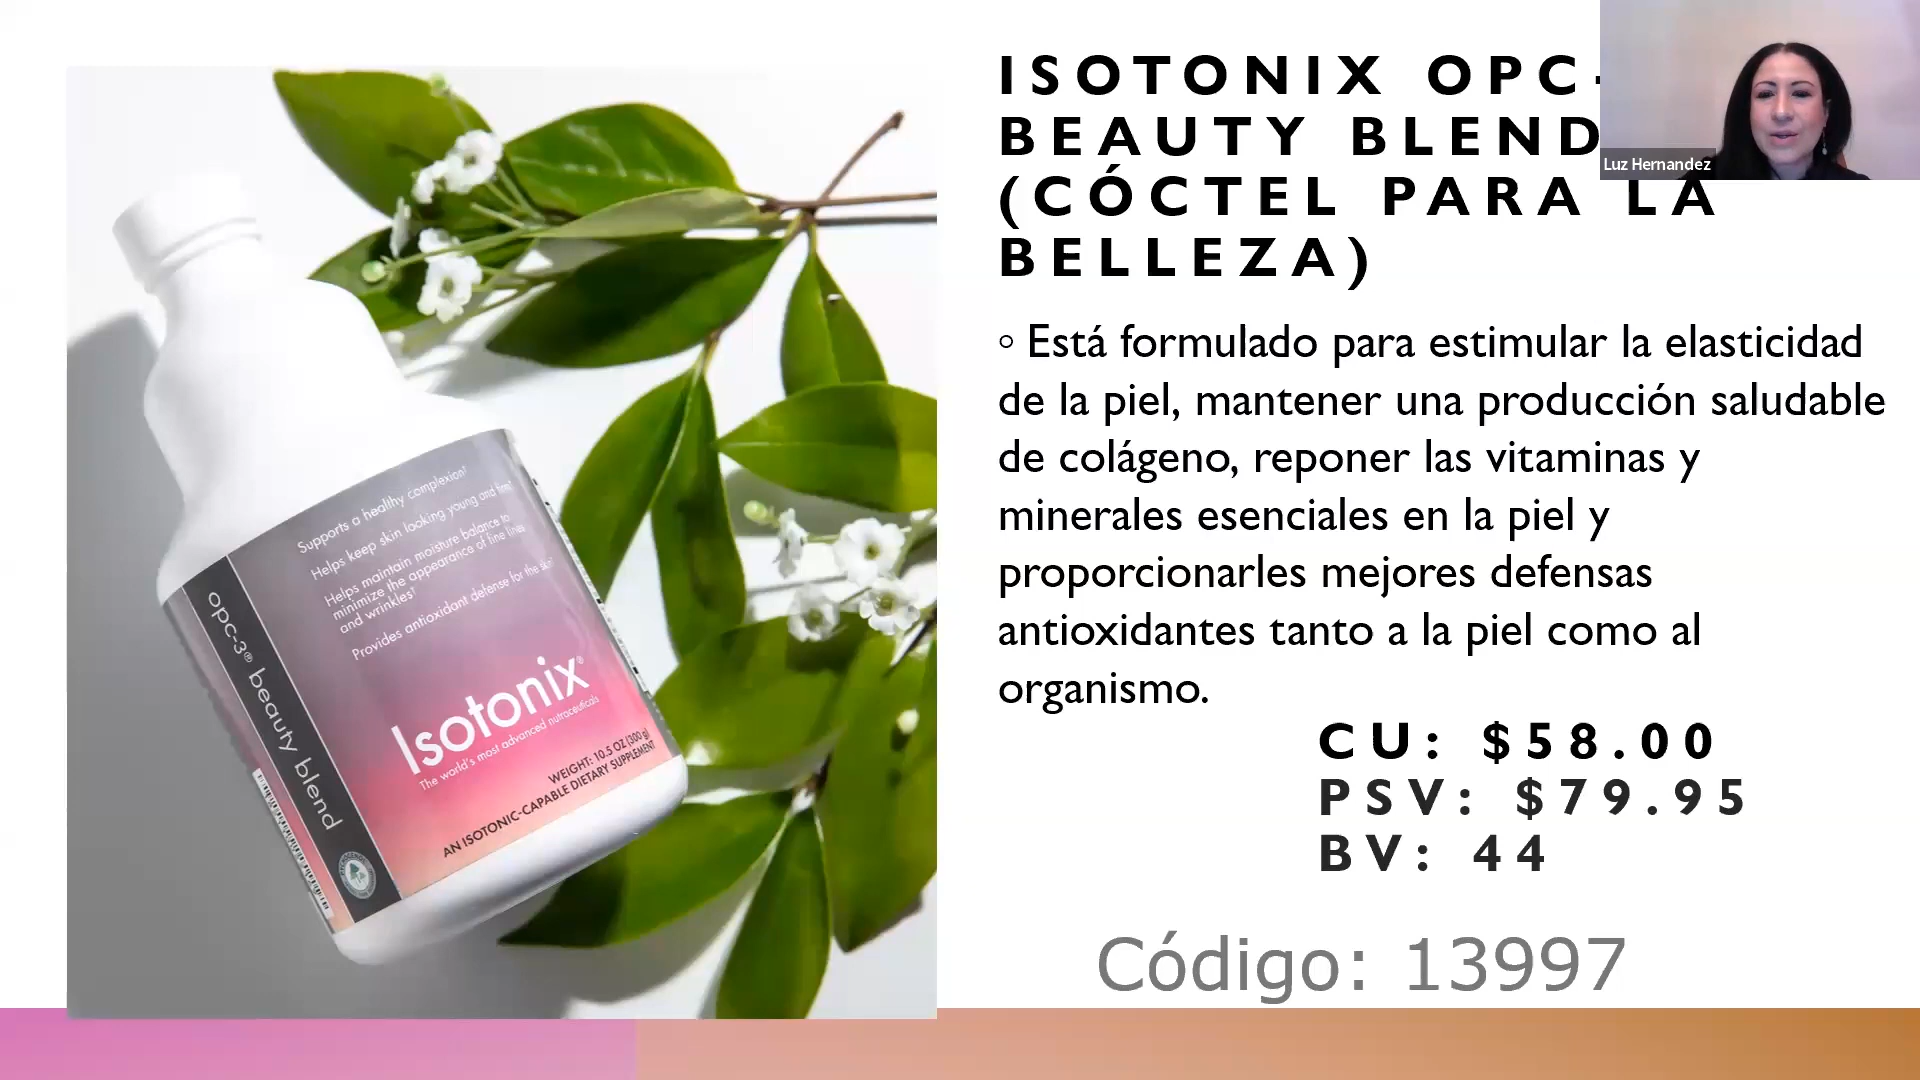 ISOTONIX OPC-
BEAUTY BLEND
(CÓCTEL PARA LA
BELLEZA)
Luz Hernandez
◦ Está formulado para estimular la elasticidad
de la piel, mantener una producción saludable
de colágeno, reponer las vitaminas y
minerales esenciales en la piel y
proporcionarles mejores defensas
antioxidantes tanto a la piel como al
organismo.
CU: $58.00
PSV: $79.95
BV: 44
Código: 13997
Supports a healthy complexion†
Helps keep skin looking young and firm†
Helps maintain moisture balance to
minimize the appearance of fine lines
and wrinkles†
Provides antioxidant defense for the skin†
opc-3® beauty blend
Isotonix®
The world's most advanced nutraceuticals
WEIGHT: 10.5 OZ (300 g)
AN ISOTONIC-CAPABLE DIETARY SUPPLEMENT